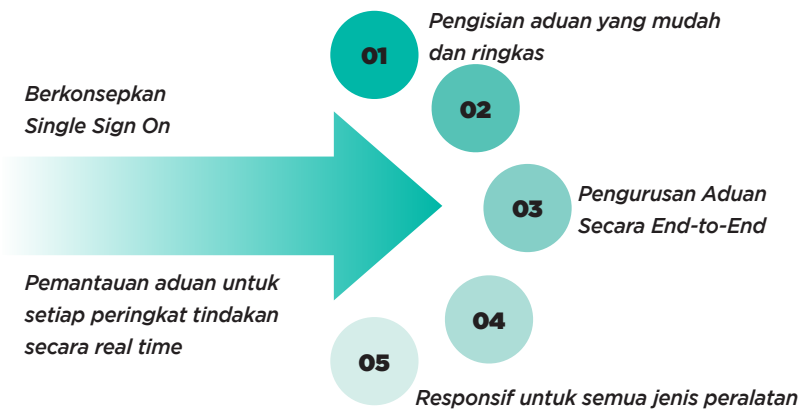 01
Pengisian aduan yang mudah
dan ringkas
Berkonsepkan
Single Sign On
02
03
Pengurusan Aduan
Secara End-to-End
Pemantauan aduan untuk
setiap peringkat tindakan
secara real time
04
05
Responsif untuk semua jenis peralatan